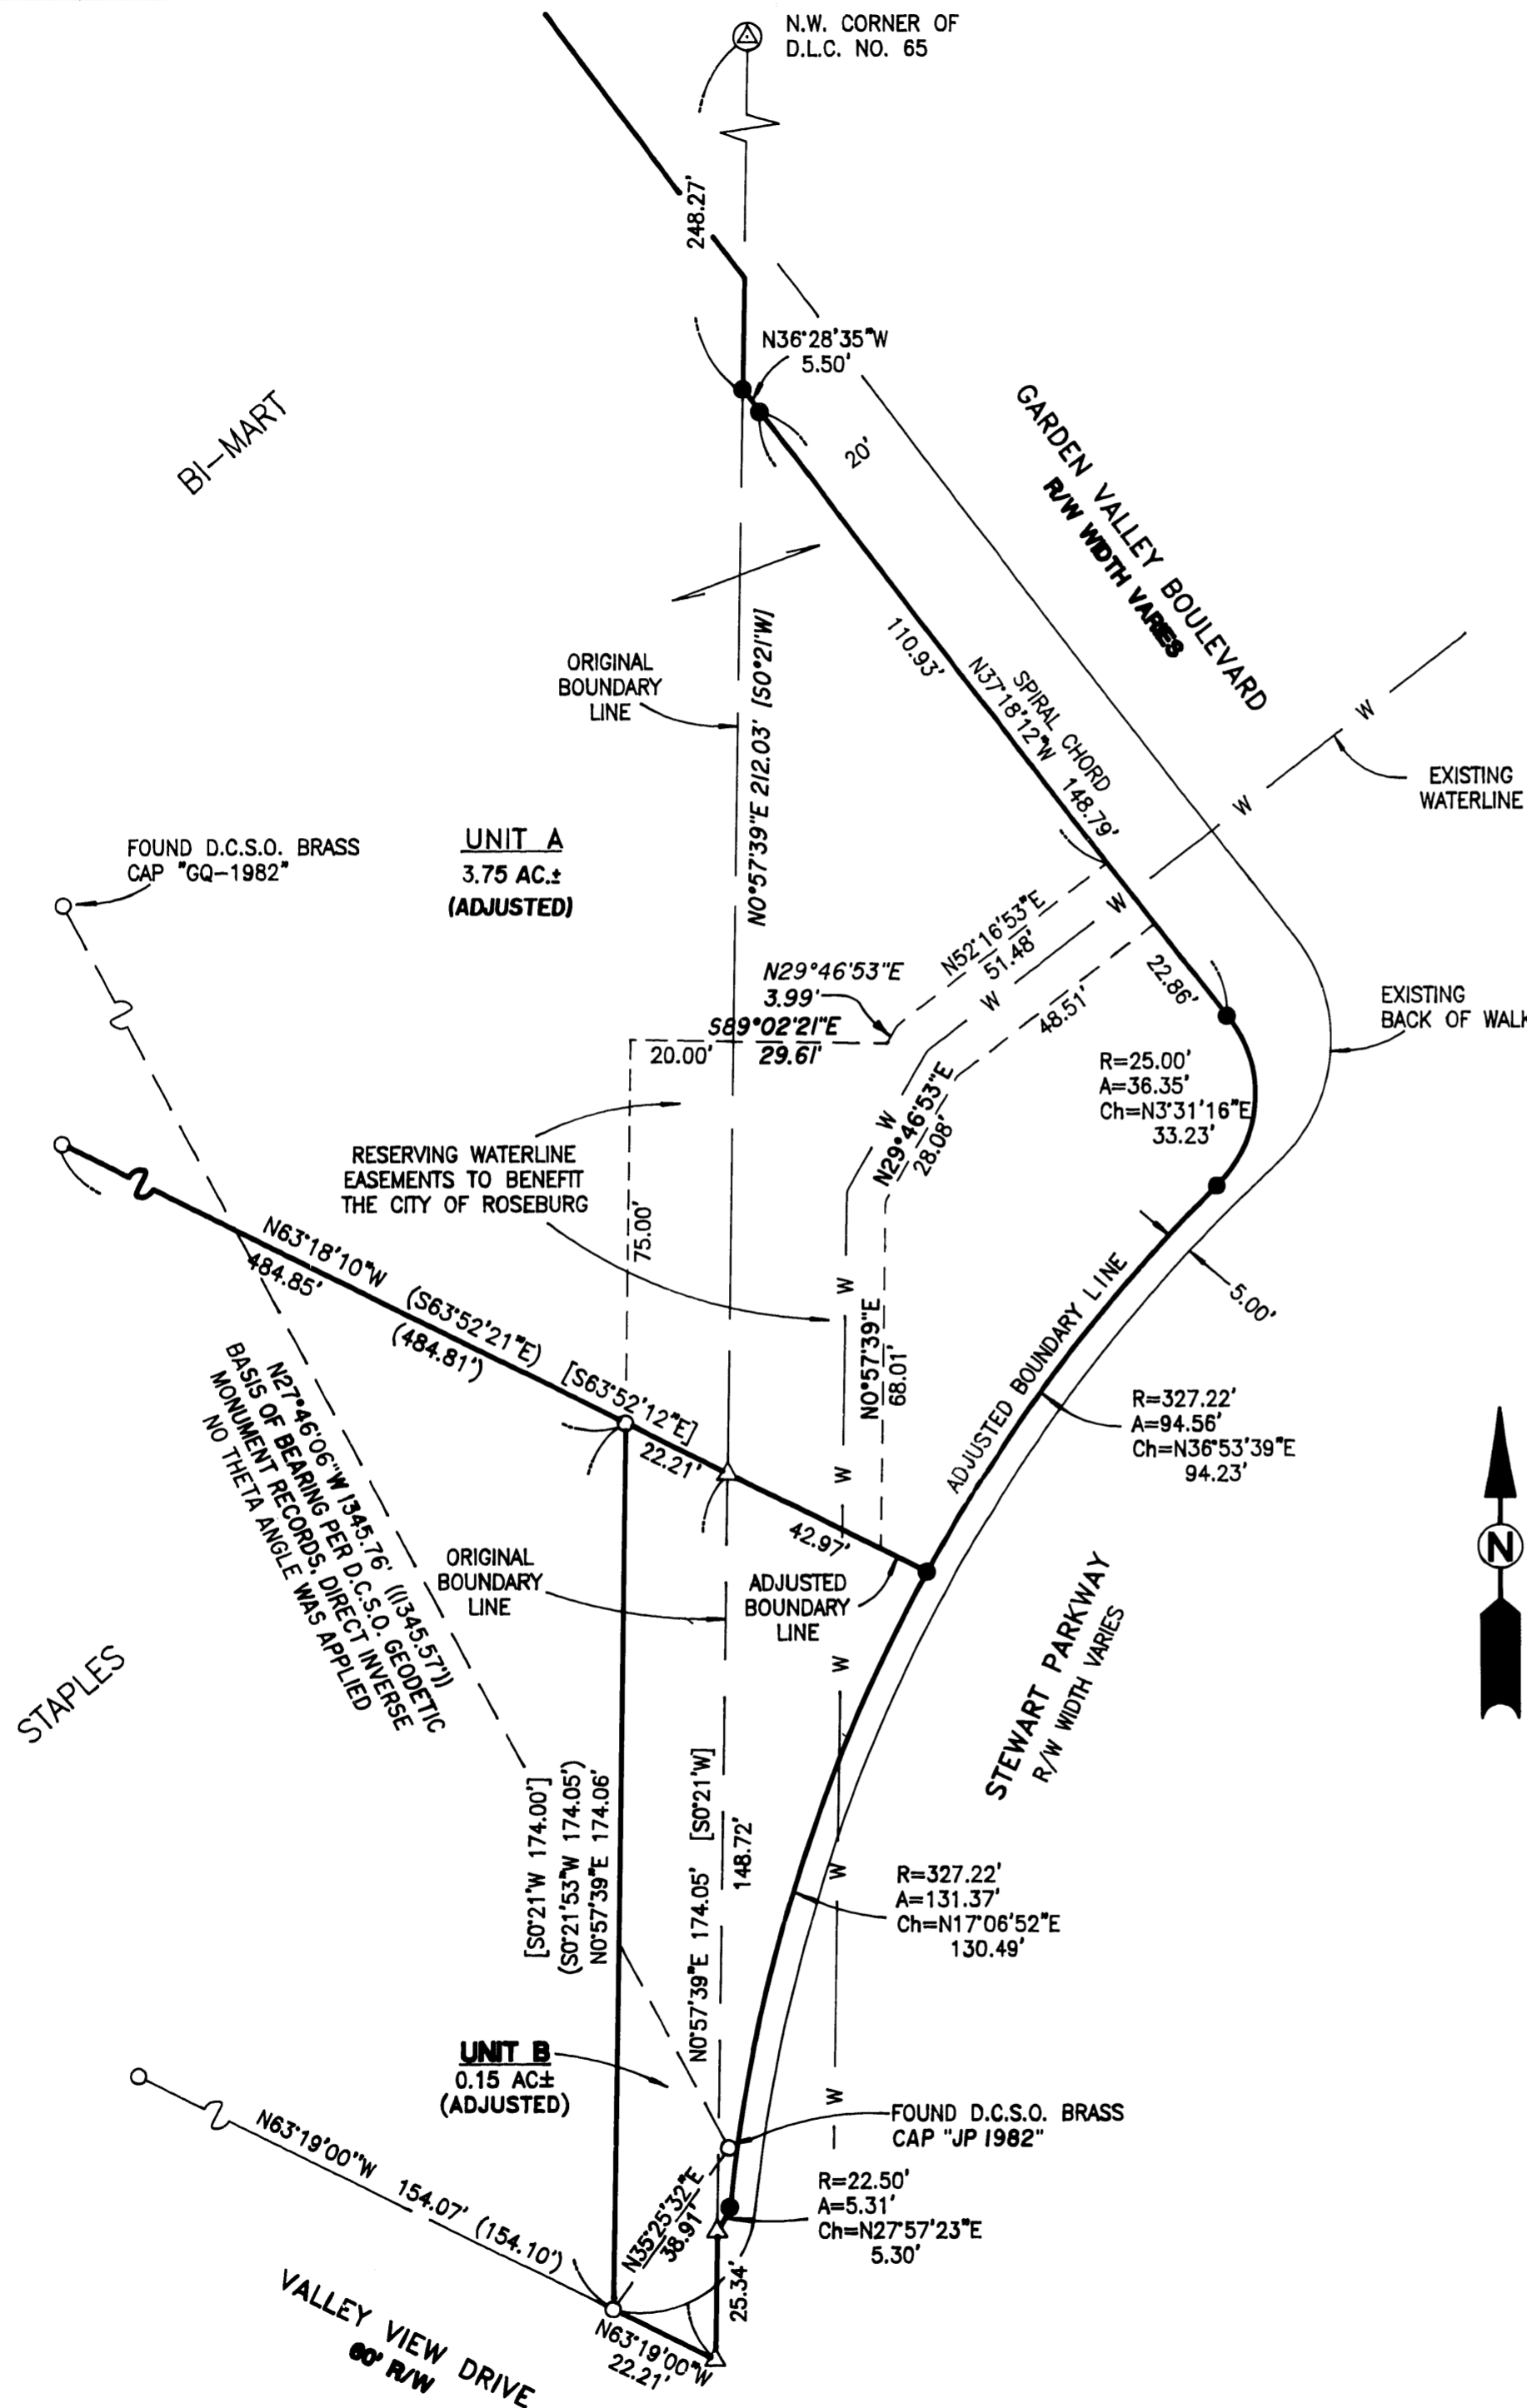 N.W. CORNER OF
D.L.C. NO. 65
248.27'
N36°28'35"W
5.50'
BI-MART
20'
GARDEN VALLEY BOULEVARD
R/W WIDTH VARIES
110.93'
SPIRAL CHORD
N37°18'12"W 148.79'
ORIGINAL
BOUNDARY
LINE
N0°57'39"E 212.03' [S0°21'W]
W
W
W
EXISTING
WATERLINE
FOUND D.C.S.O. BRASS
CAP "GQ-1982"
UNIT A
3.75 AC.±
(ADJUSTED)
N52°16'53"E
51.48'
W
N29°46'53"E
3.99'
S89°02'21"E
20.00' 29.61'
48.51'
22.86'
EXISTING
BACK OF WALK
R=25.00'
A=36.35'
Ch=N3°31'16"E
33.23'
W
N29°46'53"E
28.08'
RESERVING WATERLINE
EASEMENTS TO BENEFIT
THE CITY OF ROSEBURG
75.00'
N63°18'10"W (S63°52'21"E) [S63°52'12"E]
484.85' (484.81')
W
N0°57'39"E
68.01'
ADJUSTED BOUNDARY LINE
5.00'
R=327.22'
A=94.56'
Ch=N36°53'39"E
94.23'
N27°46'06"W 1345.76' ((1345.57'))
BASIS OF BEARING PER D.C.S.O. GEODETIC
MONUMENT RECORDS, DIRECT INVERSE
NO THETA ANGLE WAS APPLIED
22.21'
W
42.97'
ORIGINAL
BOUNDARY
LINE
ADJUSTED
BOUNDARY
LINE
N
W
STEWART PARKWAY
R/W WIDTH VARIES
STAPLES
[S0°21'W 174.00']
(S0°21'53"W 174.05')
N0°57'39"E 174.06'
N0°57'39"E 174.05' [S0°21'W]
148.72'
W
R=327.22'
A=131.37'
Ch=N17°06'52"E
130.49'
UNIT B
0.15 AC±
(ADJUSTED)
W
FOUND D.C.S.O. BRASS
CAP "JP 1982"
N63°19'00"W 154.07' (154.10')
N35°25'32"E
38.91'
R=22.50'
A=5.31'
Ch=N27°57'23"E
5.30'
25.34'
VALLEY VIEW DRIVE
60' R/W
N63°19'00"W
22.21'